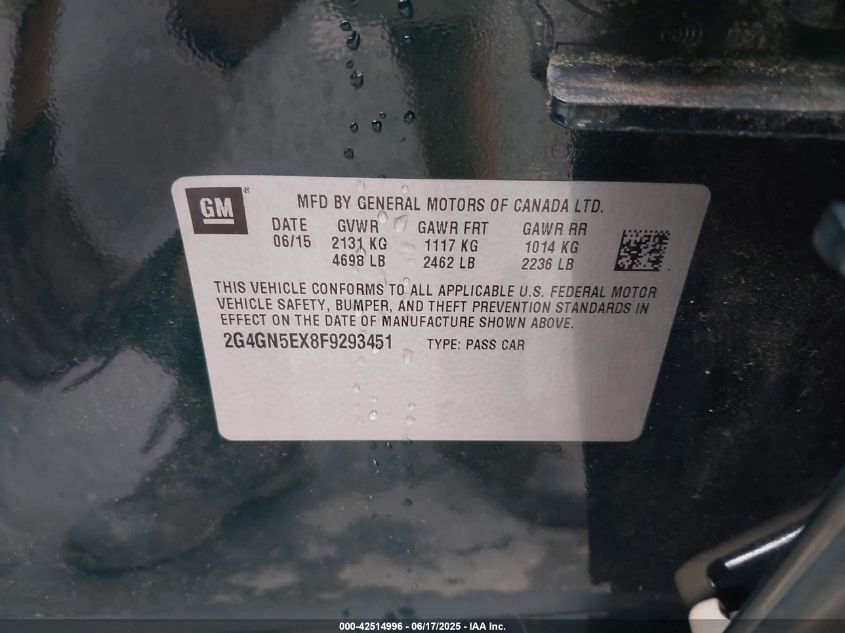 GM®
MFD BY GENERAL MOTORS OF CANADA LTD.
DATE GVWR GAWR FRT GAWR RR
06/15 2131 KG 1117 KG 1014 KG
4698 LB 2462 LB 2236 LB
THIS VEHICLE CONFORMS TO ALL APPLICABLE U.S. FEDERAL MOTOR
VEHICLE SAFETY, BUMPER, AND THEFT PREVENTION STANDARDS IN
EFFECT ON THE DATE OF MANUFACTURE SHOWN ABOVE.
2G4GN5EX8F9293451 TYPE: PASS CAR
000-42514996 - 06/17/2025 - IAA Inc.